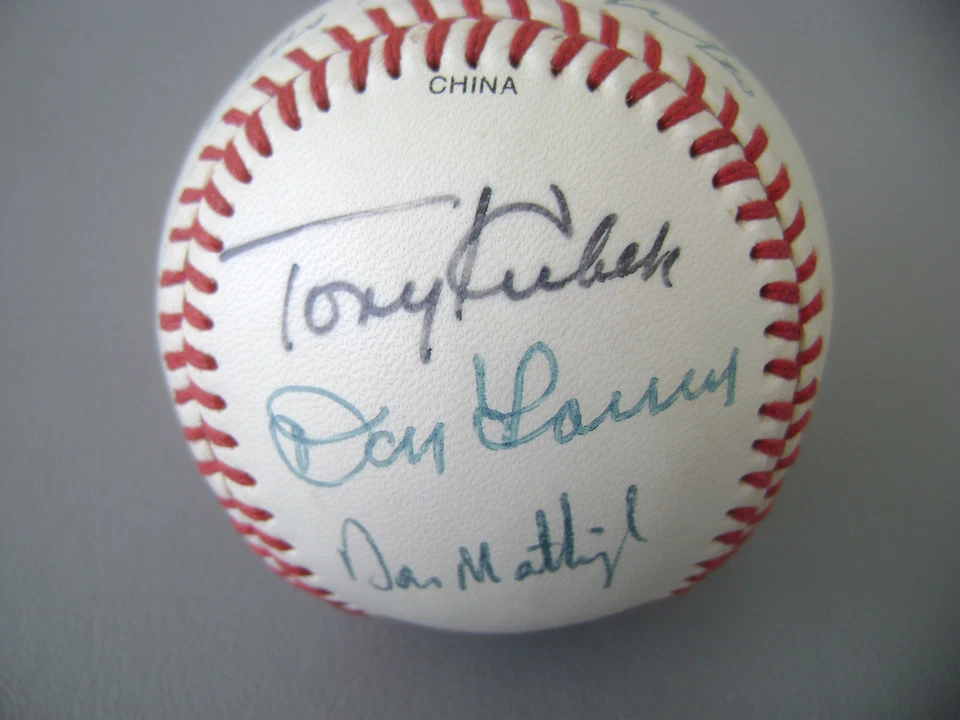 CHINA
Tony Kubek
Don Larsen
Don Mattingly